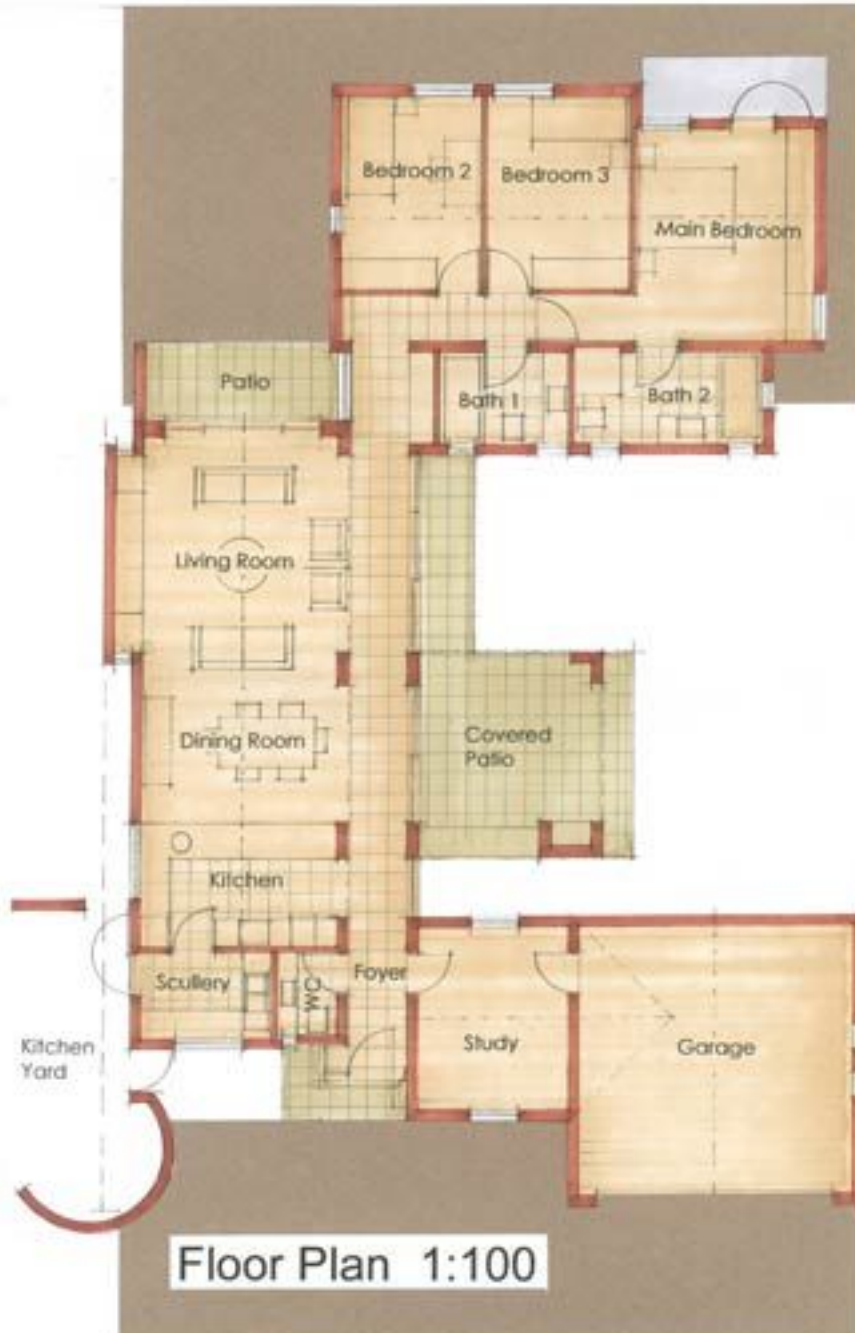 Bedroom 2
Bedroom 3
Main Bedroom
Patio
Bath 1
Bath 2
Living Room
Dining Room
Covered
Patio
Kitchen
Scullery
WC
Foyer
Study
Garage
Kitchen
Yard
Floor Plan 1:100